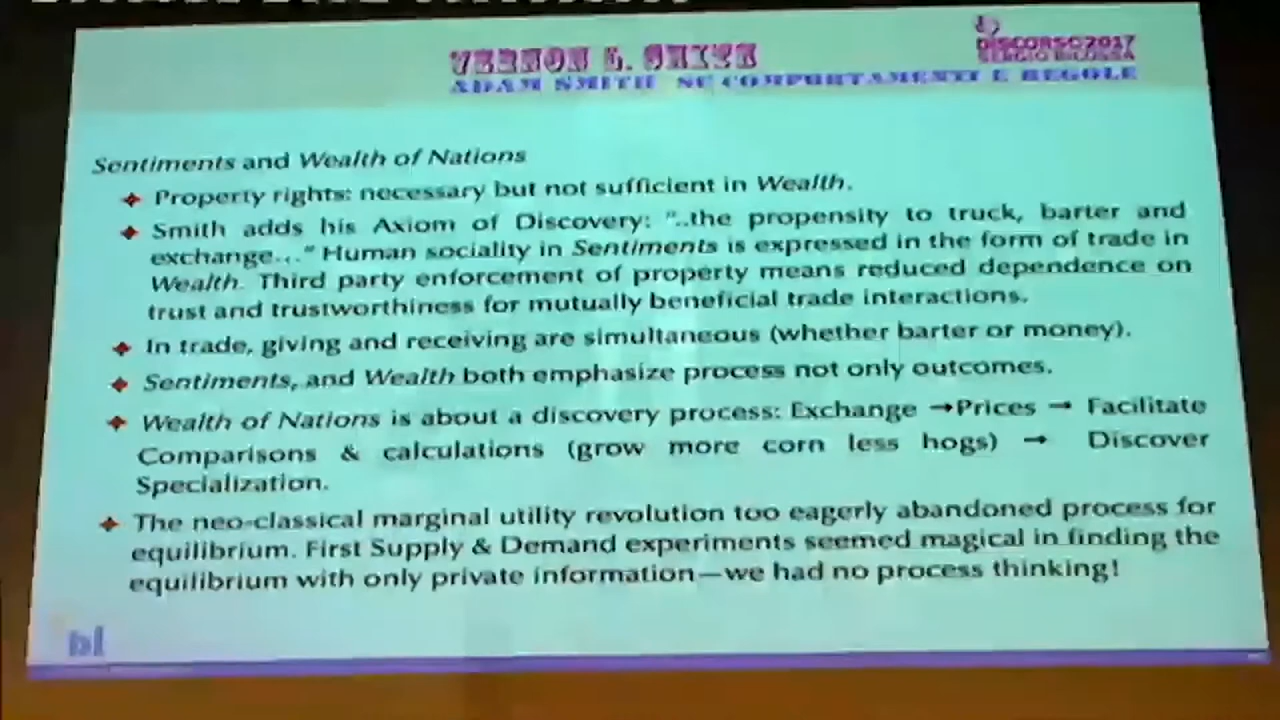 VERNON L. SMITH
DISCORSO 2017
SERGIO RICOSSA
ADAM SMITH SU COMPORTAMENTI E REGOLE
Sentiments and Wealth of Nations
Property rights: necessary but not sufficient in Wealth.
Smith adds his Axiom of Discovery: "..the propensity to truck, barter and
exchange…" Human sociality in Sentiments is expressed in the form of trade in
Wealth. Third party enforcement of property means reduced dependence on
trust and trustworthiness for mutually beneficial trade interactions.
In trade, giving and receiving are simultaneous (whether barter or money).
Sentiments, and Wealth both emphasize process not only outcomes.
Wealth of Nations is about a discovery process: Exchange →Prices → Facilitate
Comparisons & calculations (grow more corn less hogs) → Discover
Specialization.
The neo-classical marginal utility revolution too eagerly abandoned process for
equilibrium. First Supply & Demand experiments seemed magical in finding the
equilibrium with only private information—we had no process thinking!